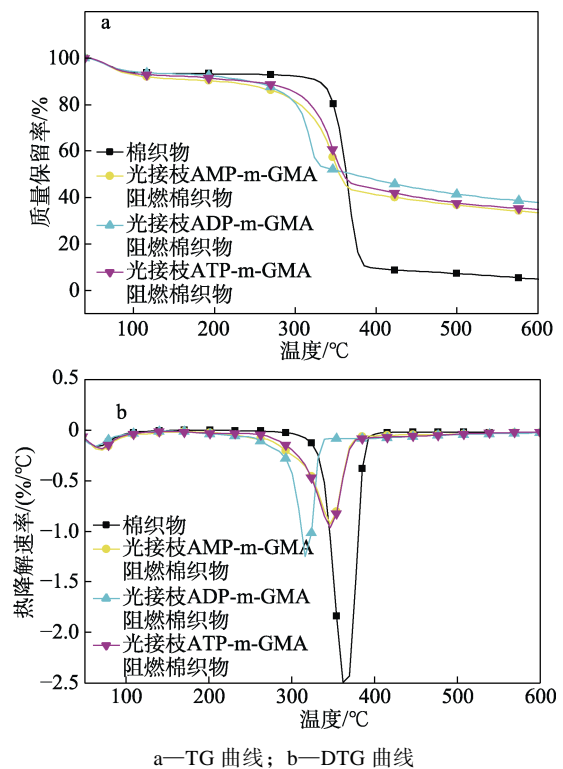 a
100
80
60
40
20
0
质量保留率/%
棉织物
光接枝AMP-m-GMA
阻燃棉织物
光接枝ADP-m-GMA
阻燃棉织物
光接枝ATP-m-GMA
阻燃棉织物
100 200 300 400 500 600
温度/℃
b
0.5
0
−0.5
−1.0
−1.5
−2.0
−2.5
热降解速率/(%/℃)
棉织物
光接枝AMP-m-GMA
阻燃棉织物
光接枝ADP-m-GMA
阻燃棉织物
光接枝ATP-m-GMA
阻燃棉织物
100 200 300 400 500 600
温度/℃
a—TG 曲线；b—DTG 曲线